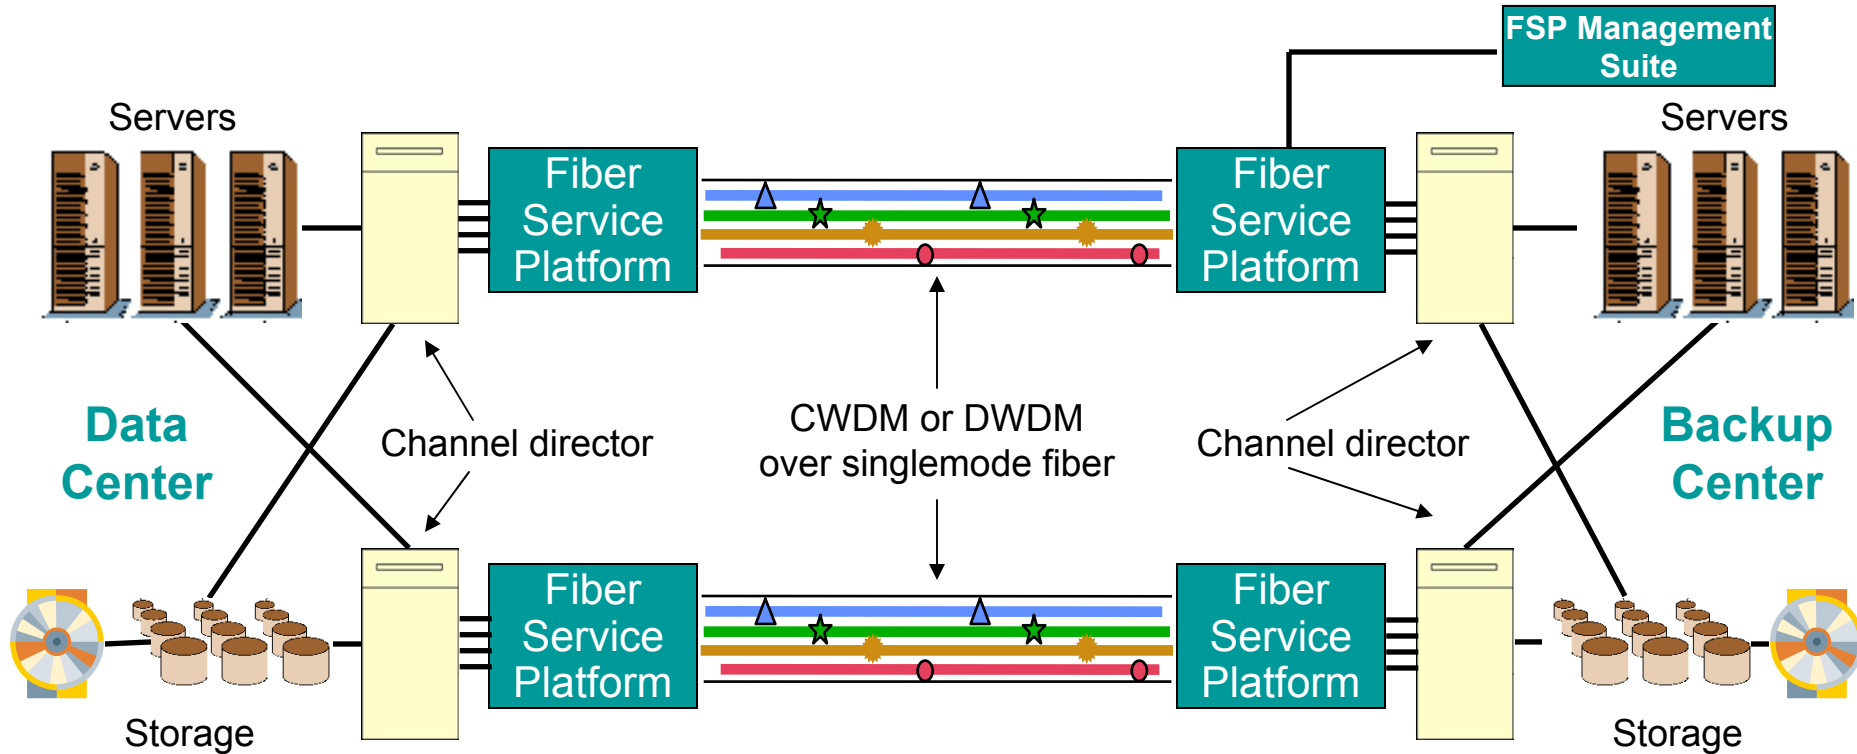 FSP Management
Suite
Servers
Servers
Fiber
Service
Platform
Fiber
Service
Platform
Data
Center
Channel director
CWDM or DWDM
over singlemode fiber
Channel director
Backup
Center
Fiber
Service
Platform
Fiber
Service
Platform
Storage
Storage